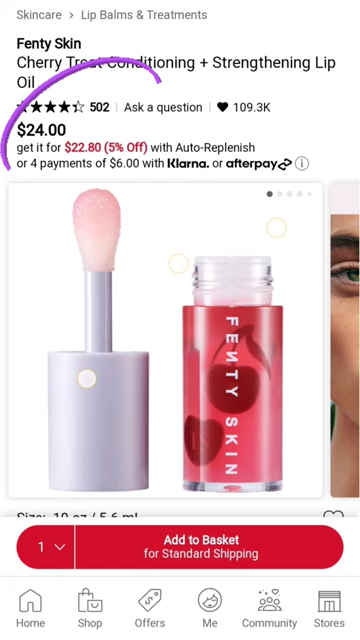 Skincare > Lip Balms & Treatments
Fenty Skin
Cherry Treat Conditioning + Strengthening Lip
Oil
502 | Ask a question | 109.3K
$24.00
get it for $22.80 (5% Off) with Auto-Replenish
or 4 payments of $6.00 with Klarna. or afterpay
FENTY SKIN
1
Add to Basket
for Standard Shipping
Home Shop Offers Me Community Stores